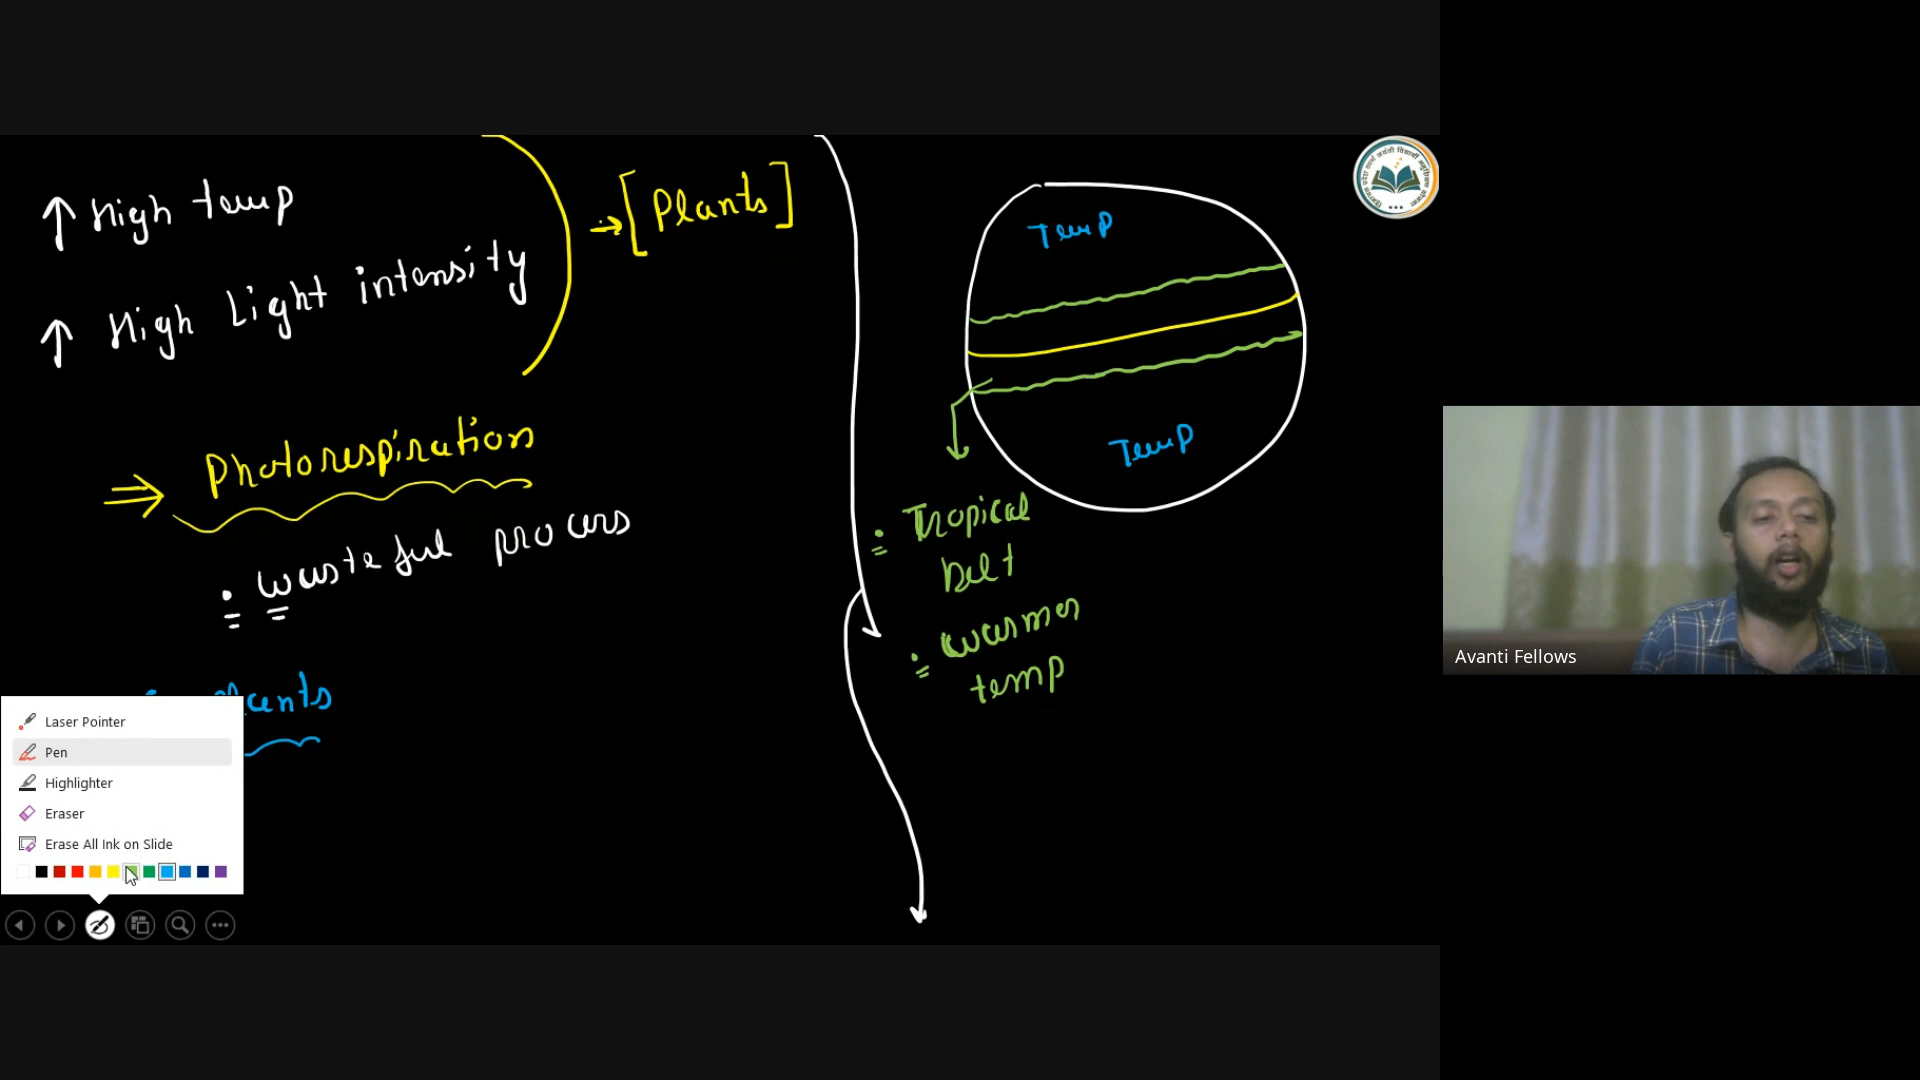 ↑ High temp
↑ High Light intensity
→ [Plants]
⇒ Photorespiration
wasteful process
plants
Temp
Temp
Tropical
belt
warmer
temp
Laser Pointer
Pen
Highlighter
Eraser
Erase All Ink on Slide
Avanti Fellows